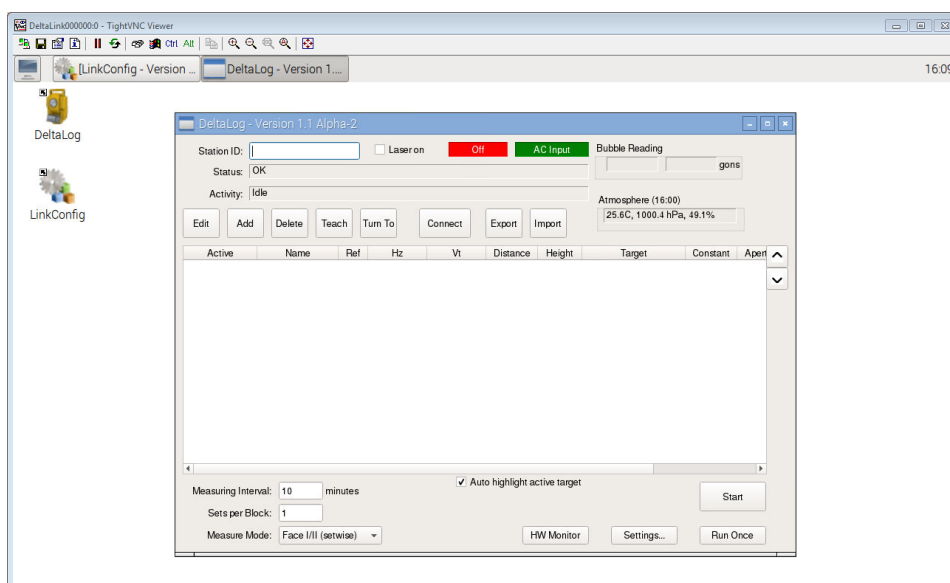 DeltaLink000000:0 - TightVNC Viewer
Ctrl Alt
[LinkConfig - Version ... DeltaLog - Version 1.... 16:09
DeltaLog
LinkConfig
DeltaLog - Version 1.1 Alpha-2
Station ID: Laser on Off AC Input Bubble Reading
gons
Status: OK
Activity: Idle
Atmosphere (16:00)
25.6C, 1000.4 hPa, 49.1%
Edit Add Delete Teach Turn To Connect Export Import
Active Name Ref Hz Vt Distance Height Target Constant Apert
Auto highlight active target
Measuring Interval: 10 minutes
Start
Sets per Block: 1
Measure Mode: Face I/II (setwise) HW Monitor Settings... Run Once